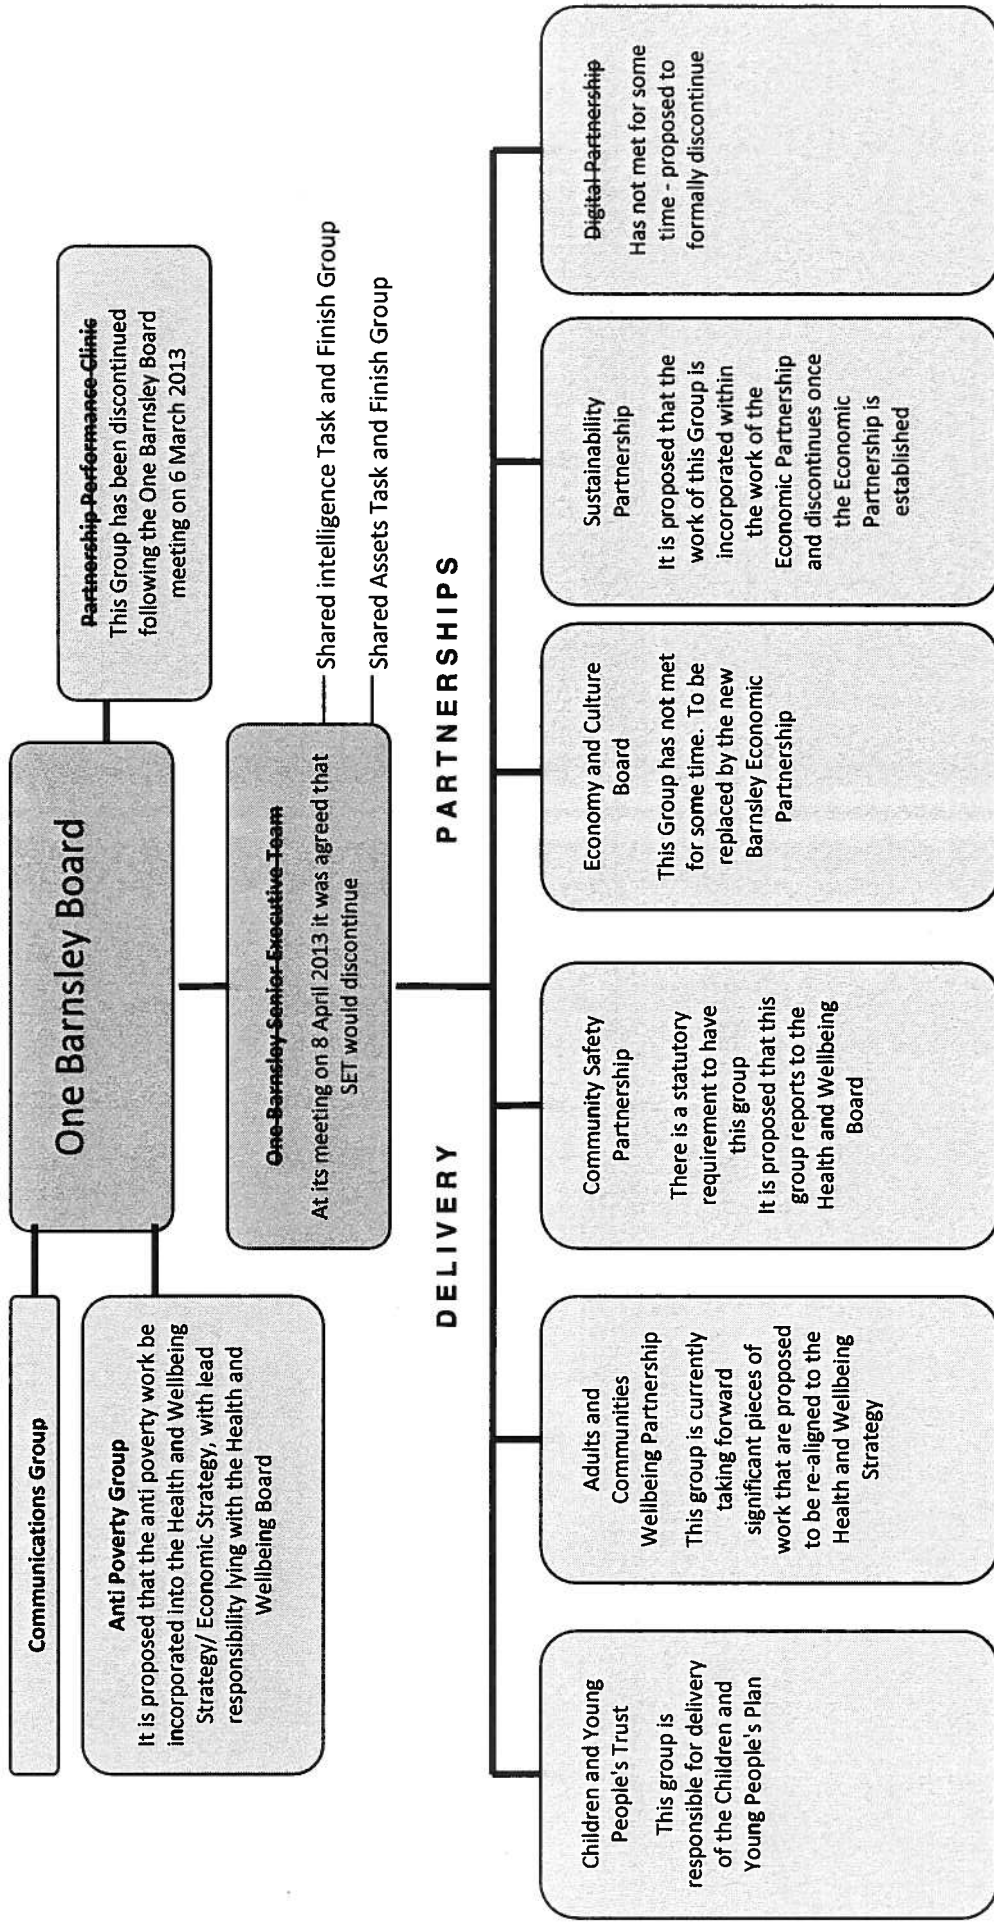 One Barnsley Board
Communications Group
Anti Poverty Group
It is proposed that the anti poverty work be
incorporated into the Health and Wellbeing
Strategy/ Economic Strategy, with lead
responsibility lying with the Health and
Wellbeing Board
Partnership Performance Clinic
This Group has been discontinued
following the One Barnsley Board
meeting on 6 March 2013
One Barnsley Senior Executive Team
At its meeting on 8 April 2013 it was agreed that
SET would discontinue
Shared intelligence Task and Finish Group
Shared Assets Task and Finish Group
DELIVERY PARTNERSHIPS
Children and Young
People's Trust
This group is
responsible for delivery
of the Children and
Young People's Plan
Adults and
Communities
Wellbeing Partnership
This group is currently
taking forward
significant pieces of
work that are proposed
to be re-aligned to the
Health and Wellbeing
Strategy
Community Safety
Partnership
There is a statutory
requirement to have
this group
It is proposed that this
group reports to the
Health and Wellbeing
Board
Economy and Culture
Board
This Group has not met
for some time. To be
replaced by the new
Barnsley Economic
Partnership
Sustainability
Partnership
It is proposed that the
work of this Group is
incorporated within
the work of the
Economic Partnership
and discontinues once
the Economic
Partnership is
established
Digital Partnership
Has not met for some
time - proposed to
formally discontinue